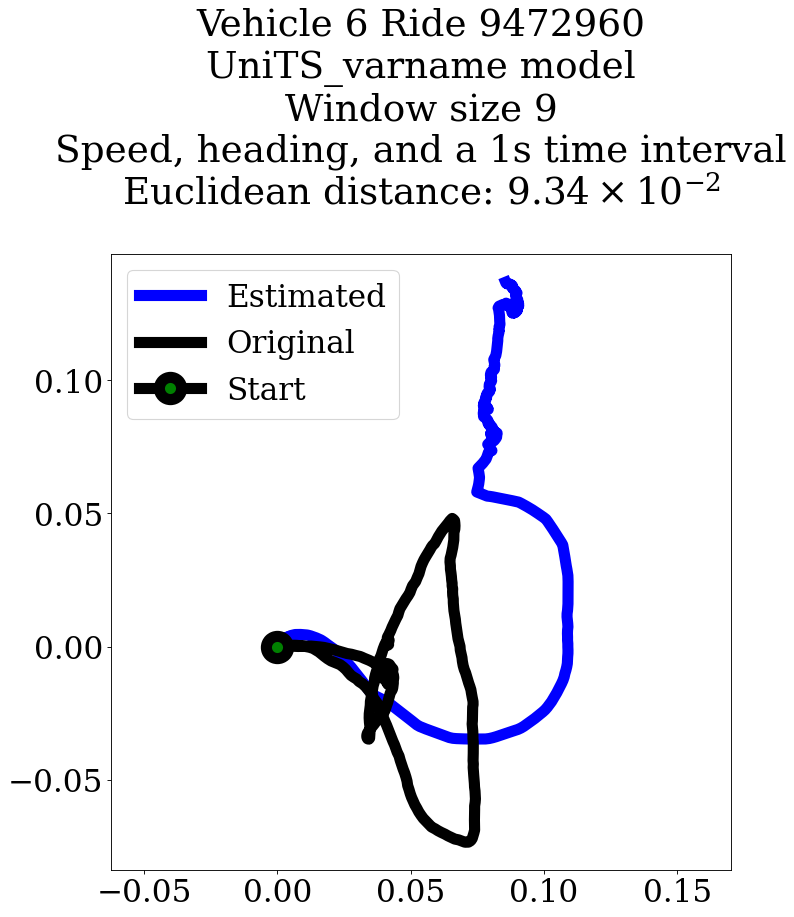 Vehicle 6 Ride 9472960
UniTS_varname model
Window size 9
Speed, heading, and a 1s time interval
Euclidean distance: 9.34 × 10⁻²
Estimated
Original
Start
0.10
0.05
0.00
−0.05
−0.05 0.00 0.05 0.10 0.15